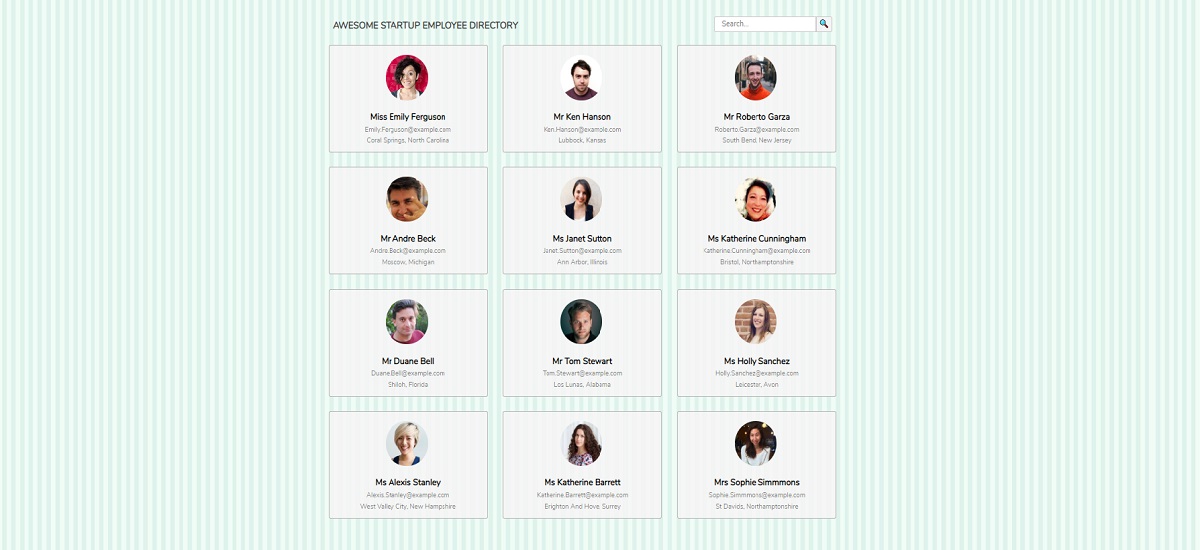 AWESOME STARTUP EMPLOYEE DIRECTORY
Search...
Miss Emily Ferguson
Emily.Ferguson@example.com
Coral Springs, North Carolina
Mr Ken Hanson
Ken.Hanson@example.com
Lubbock, Kansas
Mr Roberto Garza
Roberto.Garza@example.com
South Bend, New Jersey
Mr Andre Beck
Andre.Beck@example.com
Moscow, Michigan
Ms Janet Sutton
Janet.Sutton@example.com
Ann Arbor, Illinois
Ms Katherine Cunningham
Katherine.Cunningham@example.com
Bristol, Northamptonshire
Mr Duane Bell
Duane.Bell@example.com
Shiloh, Florida
Mr Tom Stewart
Tom.Stewart@example.com
Los Lunas, Alabama
Ms Holly Sanchez
Holly.Sanchez@example.com
Leicester, Avon
Ms Alexis Stanley
Alexis.Stanley@example.com
West Valley City, New Hampshire
Ms Katherine Barrett
Katherine.Barrett@example.com
Brighton And Hove, Surrey
Mrs Sophie Simmmons
Sophie.Simmmons@example.com
St Davids, Northamptonshire